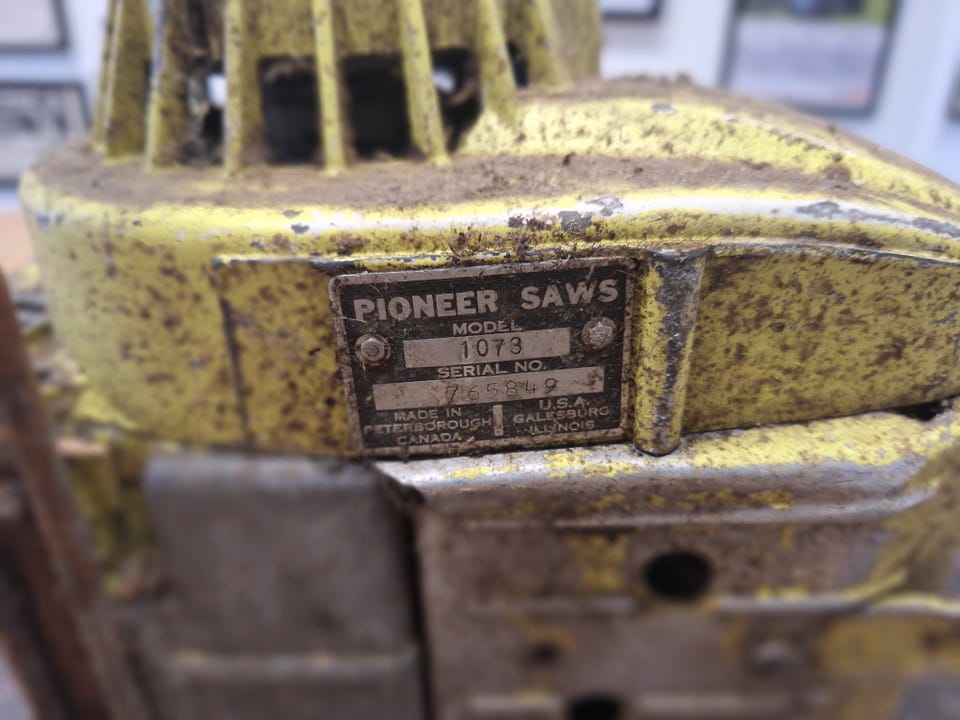 PIONEER SAWS
MODEL
1073
SERIAL NO.
765849
MADE IN
PETERBOROUGH
CANADA
U.S.A.
GALESBURG
ILLINOIS